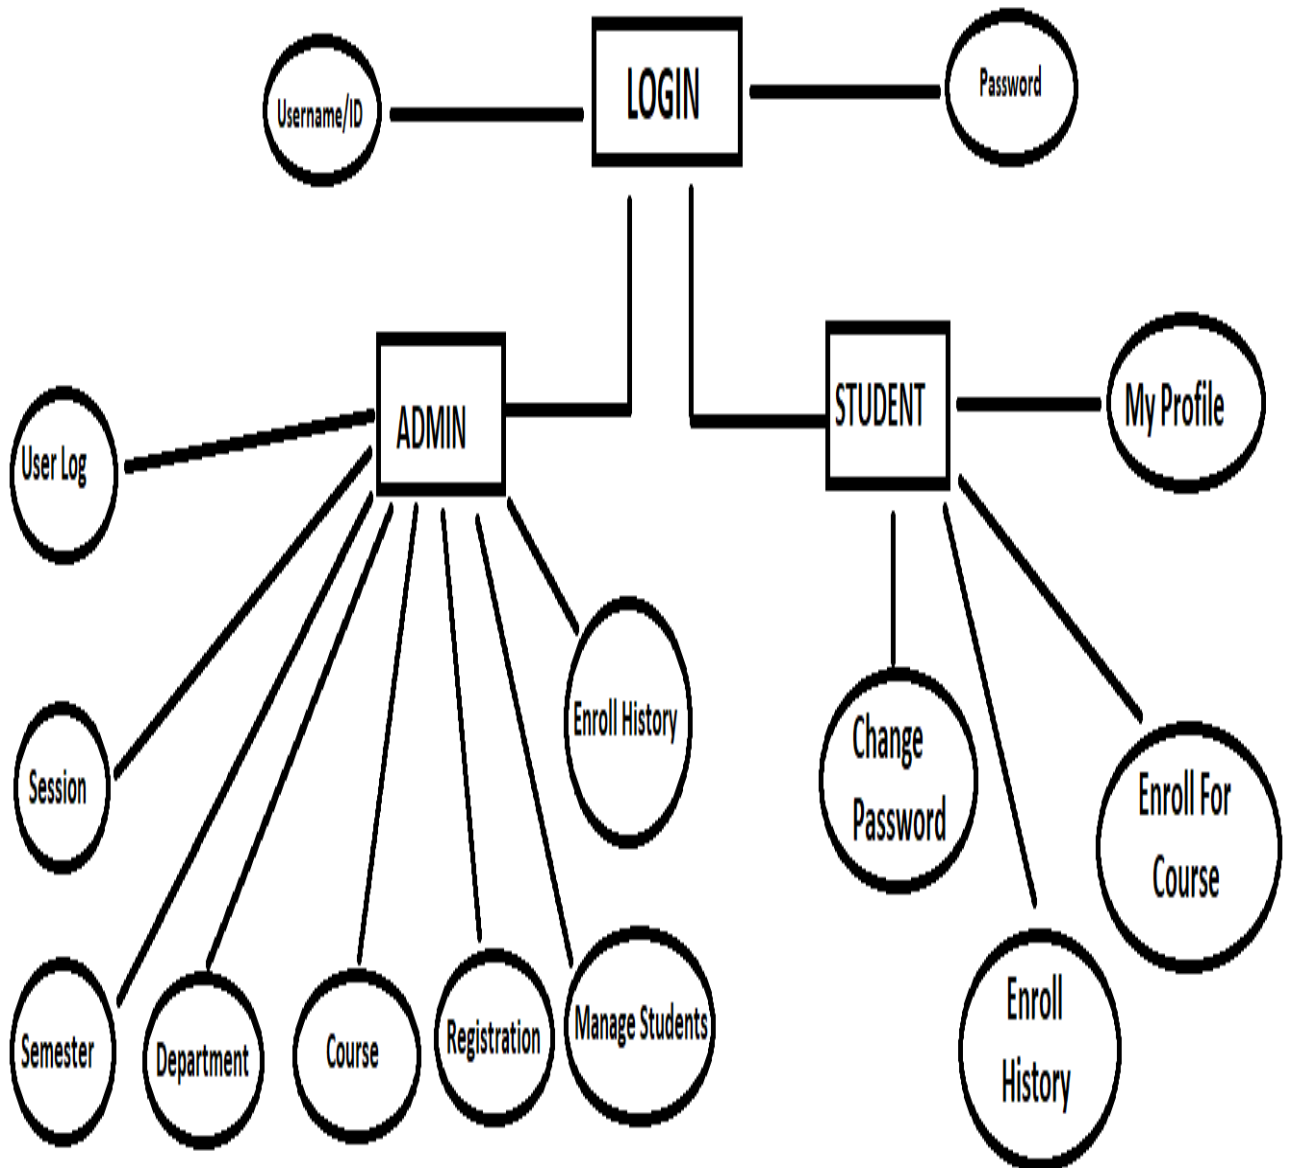 LOGIN
Username/ID
Password
ADMIN
STUDENT
My Profile
User Log
Session
Enroll History
Change
Password
Enroll For
Course
Semester
Department
Course
Registration
Manage Students
Enroll
History